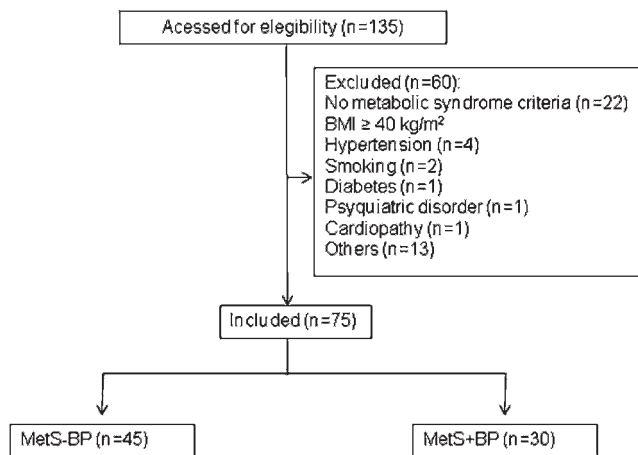 Acessed for elegibility (n=135)
Excluded (n=60):
No metabolic syndrome criteria (n=22)
BMI ≥ 40 kg/m²
Hypertension (n=4)
Smoking (n=2)
Diabetes (n=1)
Psyquiatric disorder (n=1)
Cardiopathy (n=1)
Others (n=13)
Included (n=75)
MetS-BP (n=45)
MetS+BP (n=30)